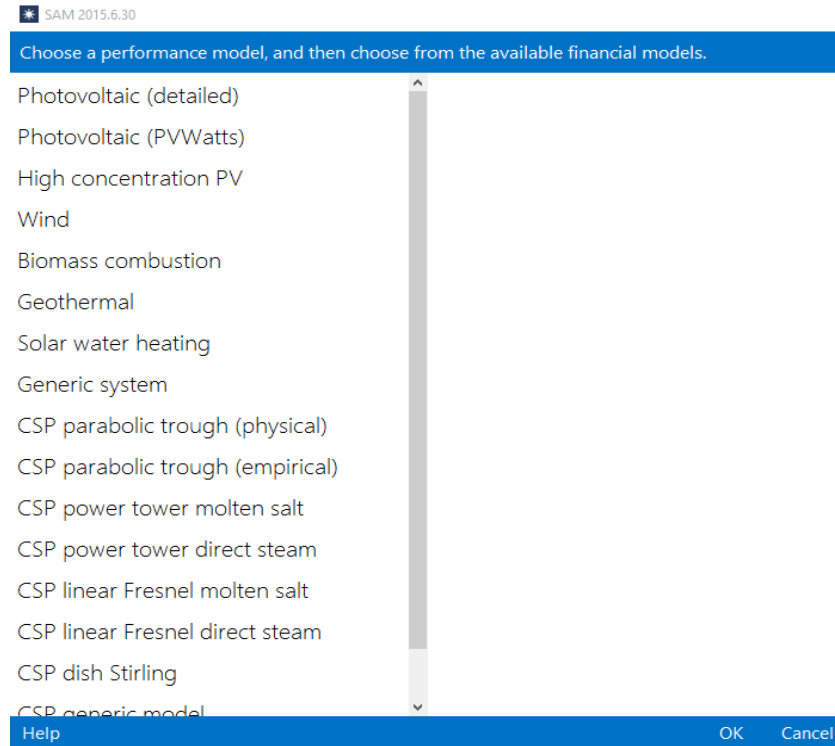 SAM 2015.6.30
Choose a performance model, and then choose from the available financial models.
Photovoltaic (detailed)
Photovoltaic (PVWatts)
High concentration PV
Wind
Biomass combustion
Geothermal
Solar water heating
Generic system
CSP parabolic trough (physical)
CSP parabolic trough (empirical)
CSP power tower molten salt
CSP power tower direct steam
CSP linear Fresnel molten salt
CSP linear Fresnel direct steam
CSP dish Stirling
CSP generic model
Help OK Cancel